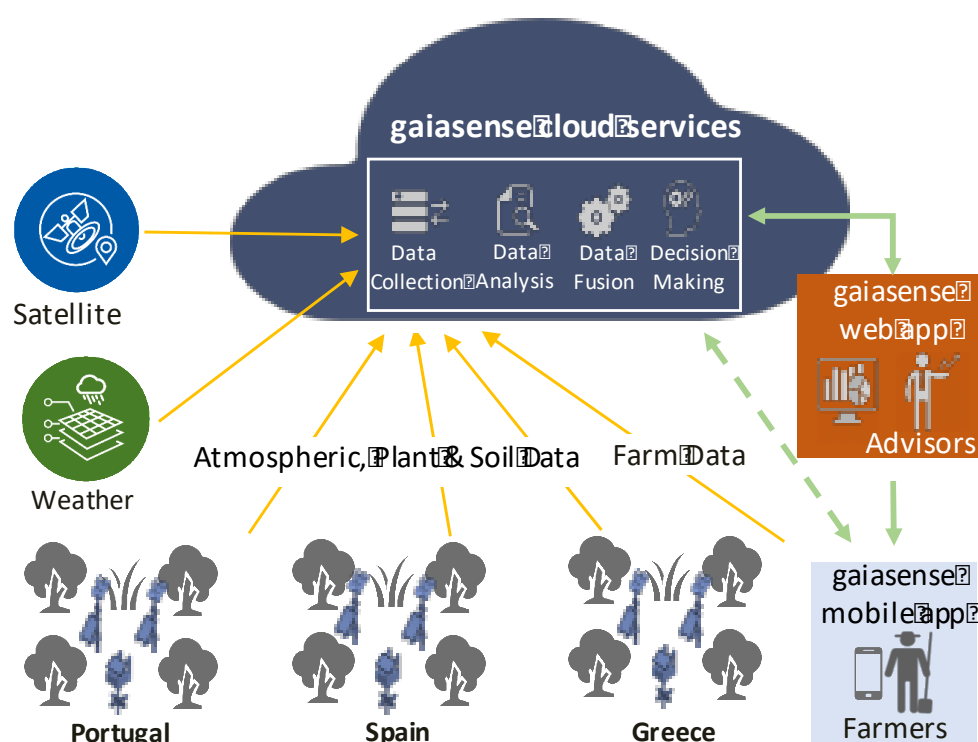 gaiasense cloud services
Data
Collection
Data
Analysis
Data
Fusion
Decision
Making
Satellite
Weather
gaiasense
web app
Advisors
Atmospheric, Plant & Soil Data
Farm Data
gaiasense
mobile app
Farmers
Portugal
Spain
Greece